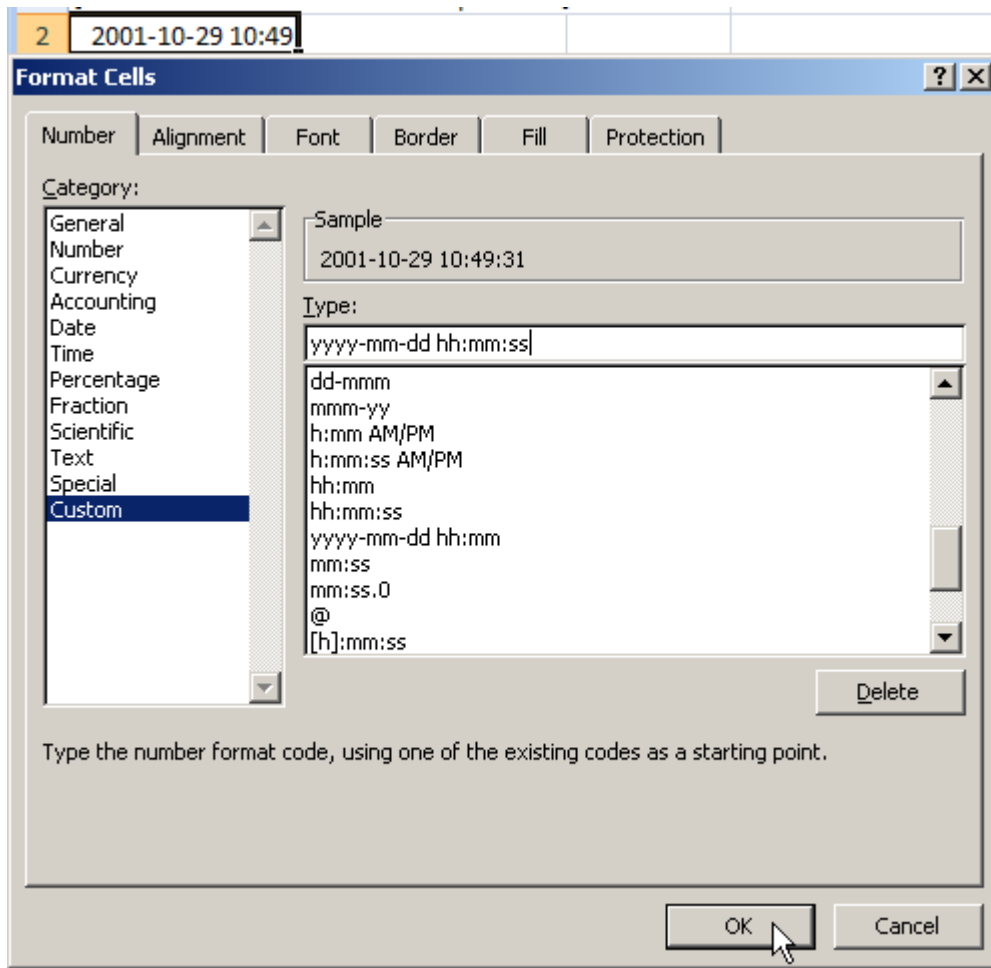 2 2001-10-29 10:49
Format Cells
Number Alignment Font Border Fill Protection
Category:
General
Number
Currency
Accounting
Date
Time
Percentage
Fraction
Scientific
Text
Special
Custom
Sample
2001-10-29 10:49:31
Type:
yyyy-mm-dd hh:mm:ss
dd-mmm
mmm-yy
h:mm AM/PM
h:mm:ss AM/PM
hh:mm
hh:mm:ss
yyyy-mm-dd hh:mm
mm:ss
mm:ss.0
@
[h]:mm:ss
Delete
Type the number format code, using one of the existing codes as a starting point.
OK Cancel